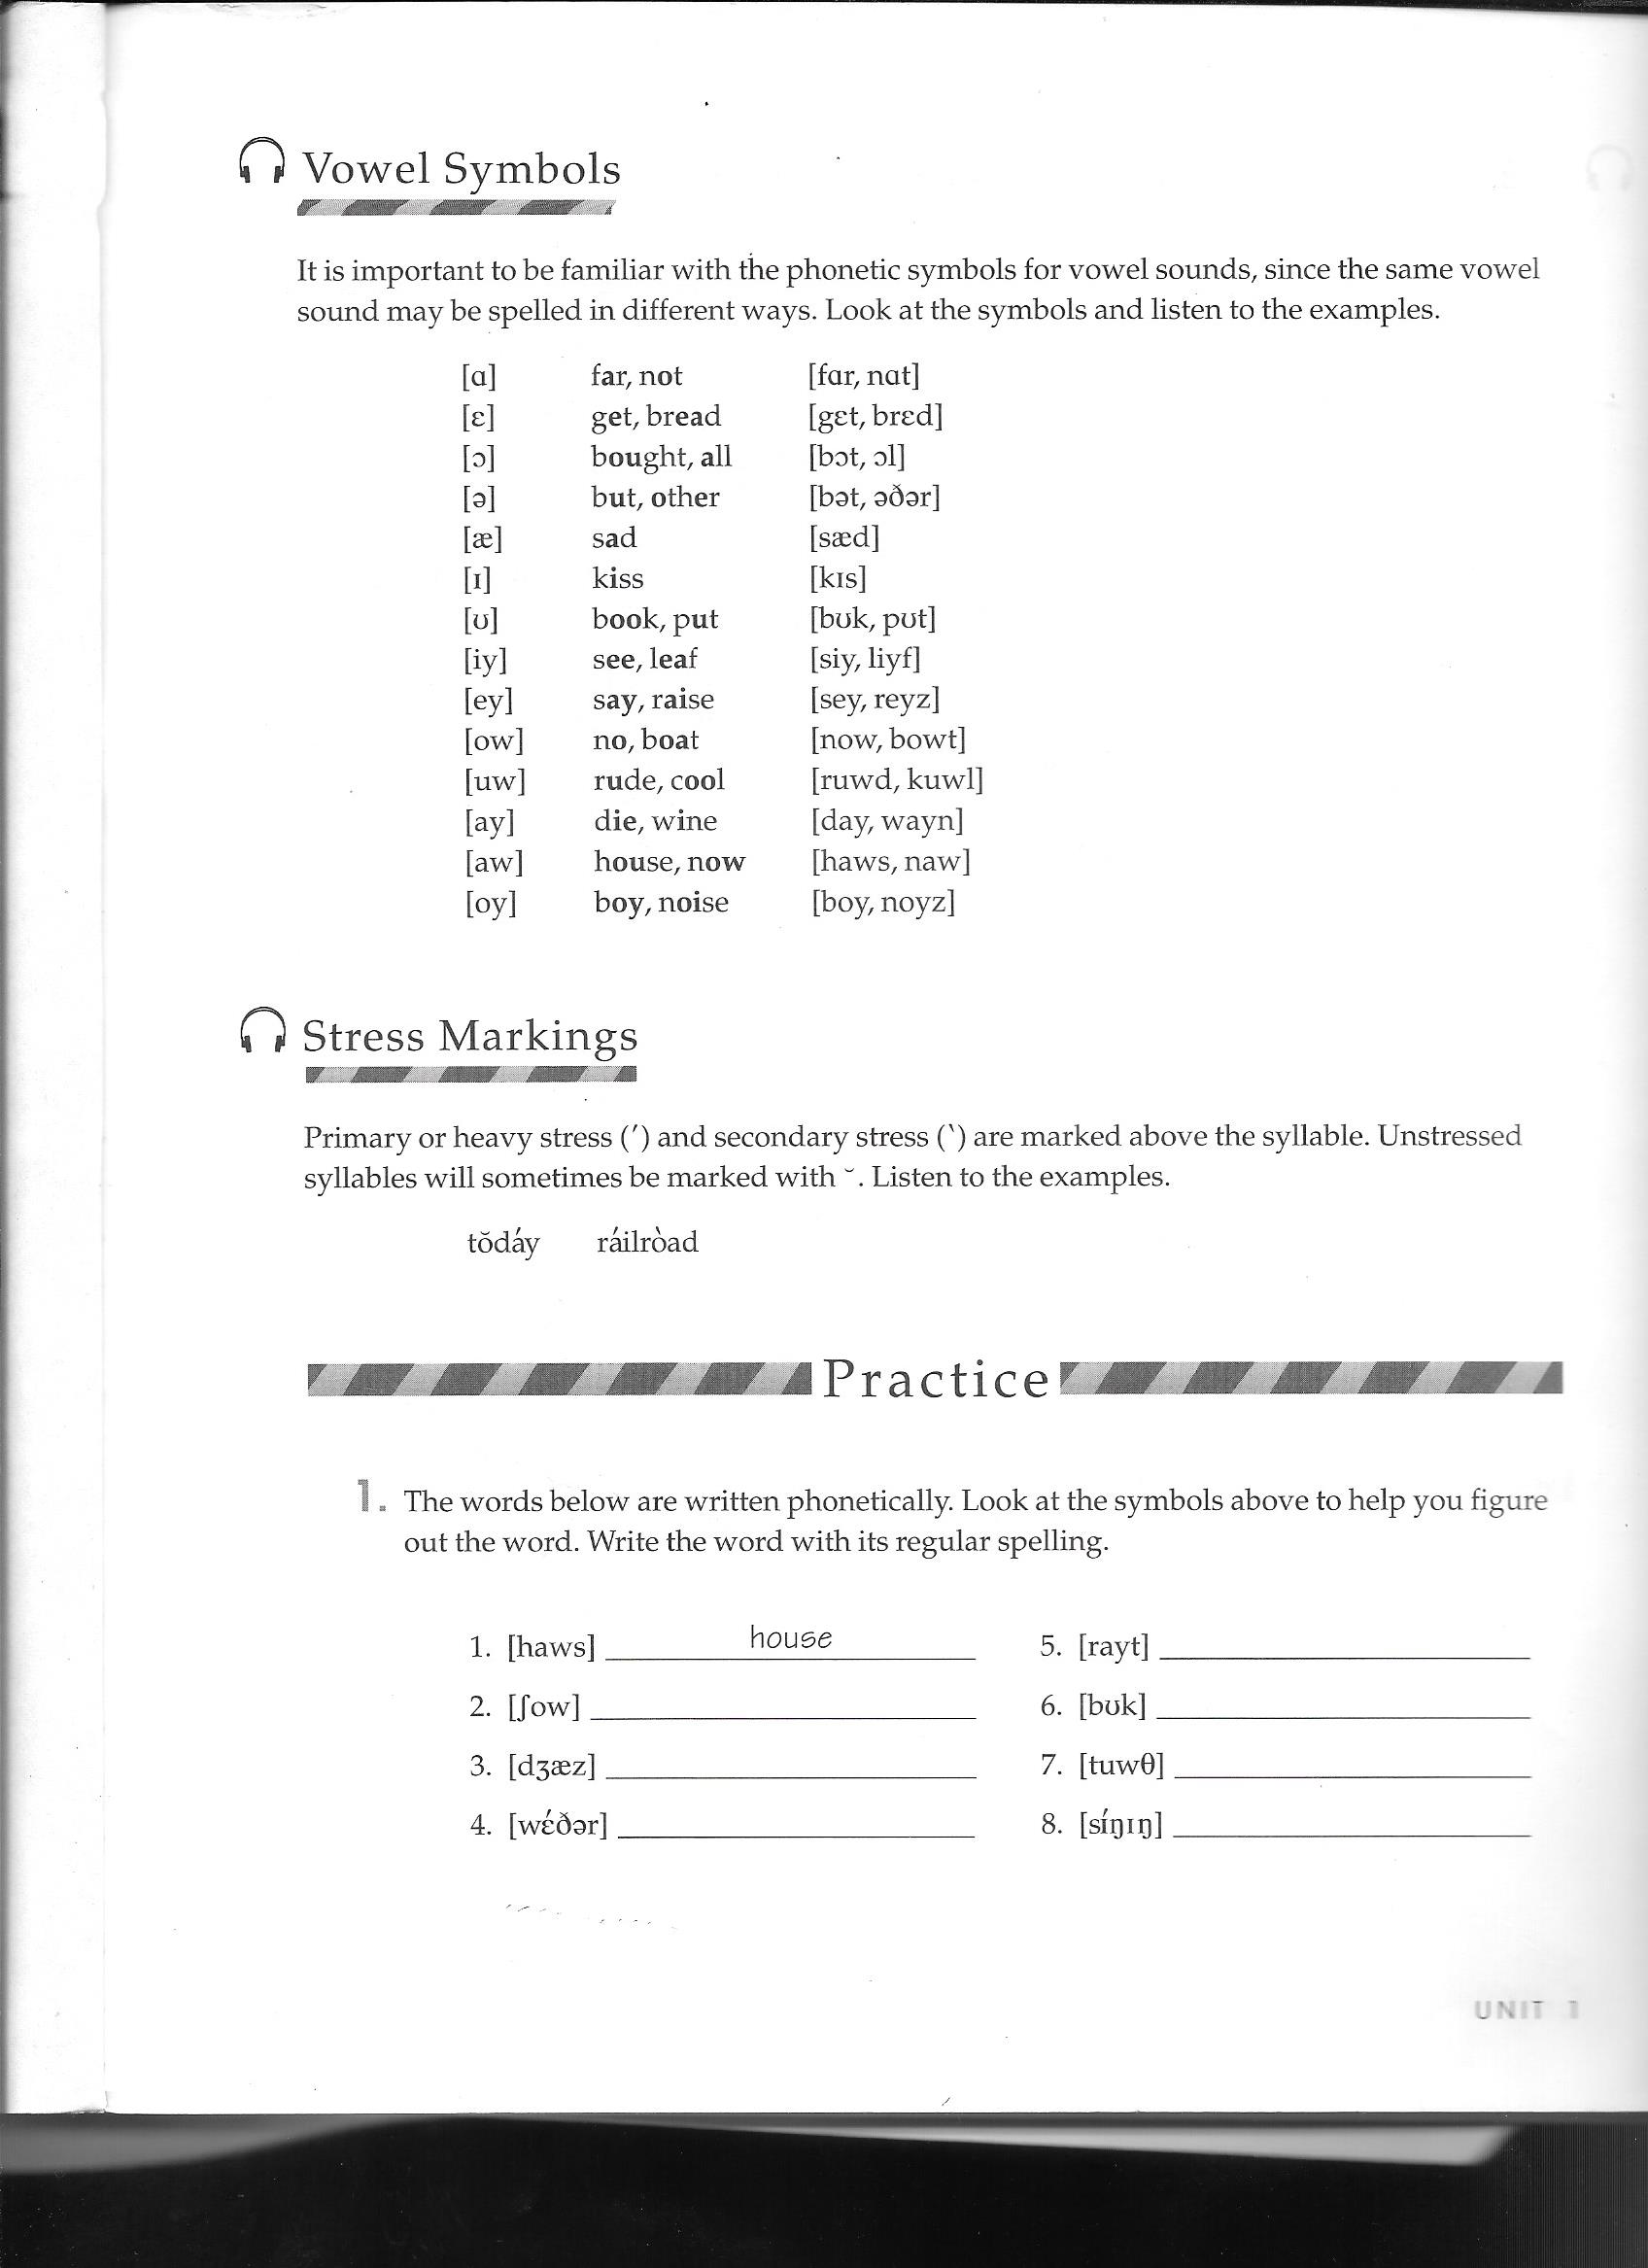 Vowel Symbols
It is important to be familiar with the phonetic symbols for vowel sounds, since the same vowel
sound may be spelled in different ways. Look at the symbols and listen to the examples.
[ɑ] far, not [fɑr, nɑt]
[ɛ] get, bread [gɛt, brɛd]
[ɔ] bought, all [bɔt, ɔl]
[ə] but, other [bət, əðər]
[æ] sad [sæd]
[ɪ] kiss [kɪs]
[ʊ] book, put [bʊk, pʊt]
[iy] see, leaf [siy, liyf]
[ey] say, raise [sey, reyz]
[ow] no, boat [now, bowt]
[uw] rude, cool [ruwd, kuwl]
[ay] die, wine [day, wayn]
[aw] house, now [haws, naw]
[oy] boy, noise [boy, noyz]
Stress Markings
Primary or heavy stress (ˊ) and secondary stress (ˋ) are marked above the syllable. Unstressed
syllables will sometimes be marked with ˘. Listen to the examples.
tŏdáy ráilròad
Practice
1. The words below are written phonetically. Look at the symbols above to help you figure
out the word. Write the word with its regular spelling.
1. [haws] house 5. [rayt]
2. [ʃow] 6. [bʊk]
3. [dʒæz] 7. [tuwθ]
4. [wɛ́ðər] 8. [síŋɪŋ]
UNIT 1